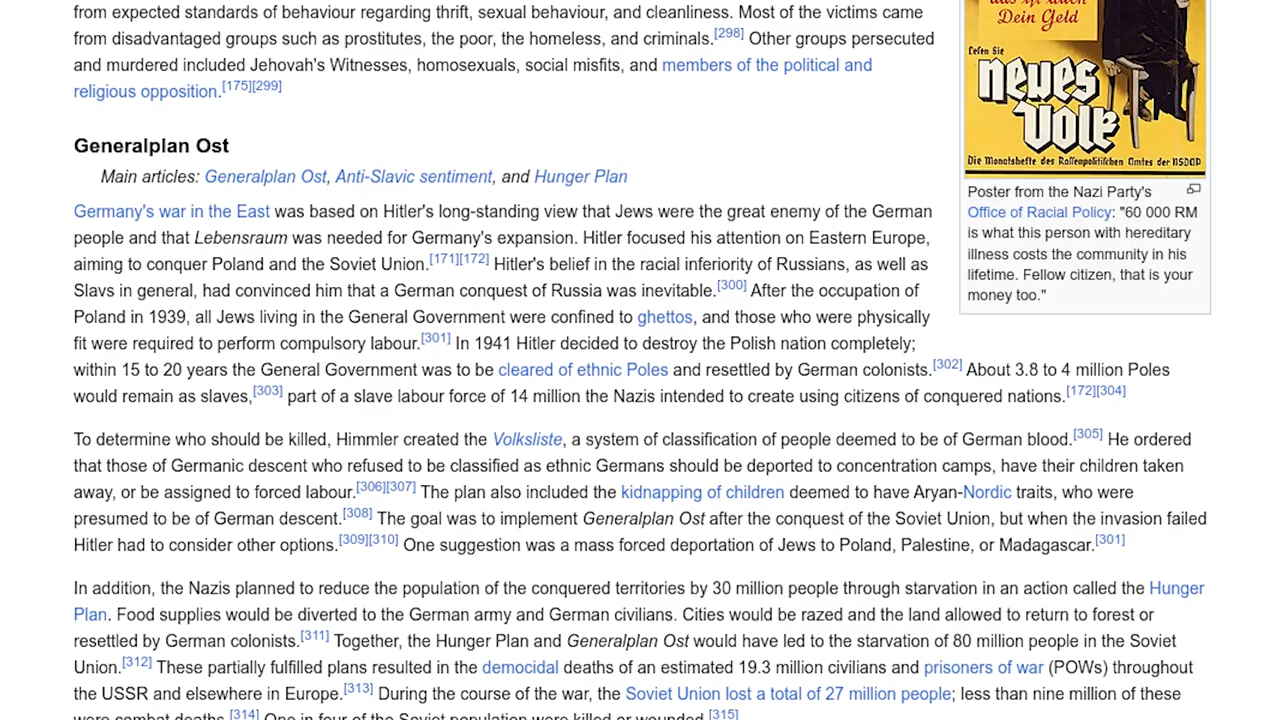 from expected standards of behaviour regarding thrift, sexual behaviour, and cleanliness. Most of the victims came
from disadvantaged groups such as prostitutes, the poor, the homeless, and criminals.[298] Other groups persecuted
and murdered included Jehovah's Witnesses, homosexuals, social misfits, and members of the political and
religious opposition.[175][299]
Generalplan Ost
Main articles: Generalplan Ost, Anti-Slavic sentiment, and Hunger Plan
Germany's war in the East was based on Hitler's long-standing view that Jews were the great enemy of the German
people and that Lebensraum was needed for Germany's expansion. Hitler focused his attention on Eastern Europe,
aiming to conquer Poland and the Soviet Union.[171][172] Hitler's belief in the racial inferiority of Russians, as well as
Slavs in general, had convinced him that a German conquest of Russia was inevitable.[300] After the occupation of
Poland in 1939, all Jews living in the General Government were confined to ghettos, and those who were physically
fit were required to perform compulsory labour.[301] In 1941 Hitler decided to destroy the Polish nation completely;
within 15 to 20 years the General Government was to be cleared of ethnic Poles and resettled by German colonists.[302] About 3.8 to 4 million Poles
would remain as slaves,[303] part of a slave labour force of 14 million the Nazis intended to create using citizens of conquered nations.[172][304]
To determine who should be killed, Himmler created the Volksliste, a system of classification of people deemed to be of German blood.[305] He ordered
that those of Germanic descent who refused to be classified as ethnic Germans should be deported to concentration camps, have their children taken
away, or be assigned to forced labour.[306][307] The plan also included the kidnapping of children deemed to have Aryan-Nordic traits, who were
presumed to be of German descent.[308] The goal was to implement Generalplan Ost after the conquest of the Soviet Union, but when the invasion failed
Hitler had to consider other options.[309][310] One suggestion was a mass forced deportation of Jews to Poland, Palestine, or Madagascar.[301]
In addition, the Nazis planned to reduce the population of the conquered territories by 30 million people through starvation in an action called the Hunger
Plan. Food supplies would be diverted to the German army and German civilians. Cities would be razed and the land allowed to return to forest or
resettled by German colonists.[311] Together, the Hunger Plan and Generalplan Ost would have led to the starvation of 80 million people in the Soviet
Union.[312] These partially fulfilled plans resulted in the democidal deaths of an estimated 19.3 million civilians and prisoners of war (POWs) throughout
the USSR and elsewhere in Europe.[313] During the course of the war, the Soviet Union lost a total of 27 million people; less than nine million of these
were combat deaths.[314] One in four of the Soviet population were killed or wounded.[315]
das ist auch
Dein Geld
Lesen Sie
neues
Volk
Die Monatshefte des Rassenpolitischen Amtes der NSDAP
Poster from the Nazi Party's
Office of Racial Policy: "60 000 RM
is what this person with hereditary
illness costs the community in his
lifetime. Fellow citizen, that is your
money too."